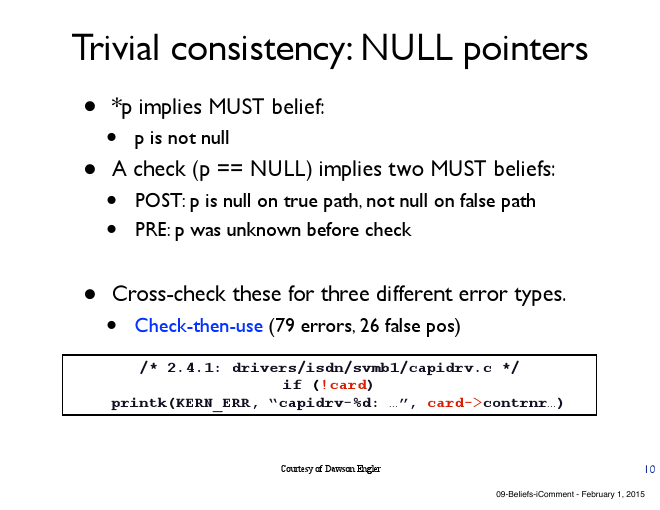 Trivial consistency: NULL pointers
• *p implies MUST belief:
• p is not null
• A check (p == NULL) implies two MUST beliefs:
• POST: p is null on true path, not null on false path
• PRE: p was unknown before check
• Cross-check these for three different error types.
• Check-then-use (79 errors, 26 false pos)
/* 2.4.1: drivers/isdn/svmb1/capidrv.c */
if (!card)
printk(KERN_ERR, “capidrv-%d: …”, card->contrnr…)
Courtesy of Dawson Engler
10
09-Beliefs-iComment - February 1, 2015